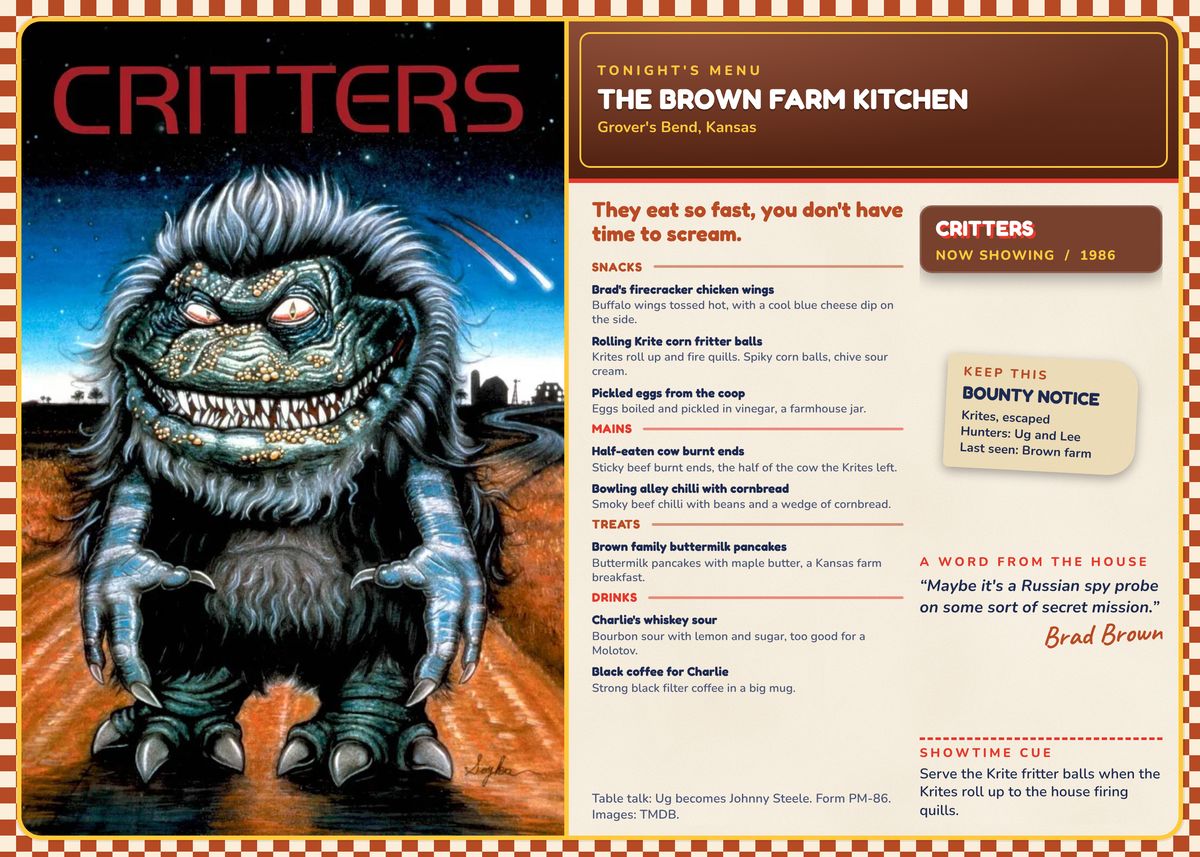 CRITTERS
TONIGHT'S MENU
THE BROWN FARM KITCHEN
Grover's Bend, Kansas
They eat so fast, you don't have
time to scream.
SNACKS
Brad's firecracker chicken wings
Buffalo wings tossed hot, with a cool blue cheese dip on
the side.
Rolling Krite corn fritter balls
Krites roll up and fire quills. Spiky corn balls, chive sour
cream.
Pickled eggs from the coop
Eggs boiled and pickled in vinegar, a farmhouse jar.
MAINS
Half-eaten cow burnt ends
Sticky beef burnt ends, the half of the cow the Krites left.
Bowling alley chilli with cornbread
Smoky beef chilli with beans and a wedge of cornbread.
TREATS
Brown family buttermilk pancakes
Buttermilk pancakes with maple butter, a Kansas farm
breakfast.
DRINKS
Charlie's whiskey sour
Bourbon sour with lemon and sugar, too good for a
Molotov.
Black coffee for Charlie
Strong black filter coffee in a big mug.
Table talk: Ug becomes Johnny Steele. Form PM-86.
Images: TMDB.
CRITTERS
NOW SHOWING / 1986
KEEP THIS
BOUNTY NOTICE
Krites, escaped
Hunters: Ug and Lee
Last seen: Brown farm
A WORD FROM THE HOUSE
“Maybe it's a Russian spy probe
on some sort of secret mission.”
Brad Brown
SHOWTIME CUE
Serve the Krite fritter balls when the
Krites roll up to the house firing
quills.